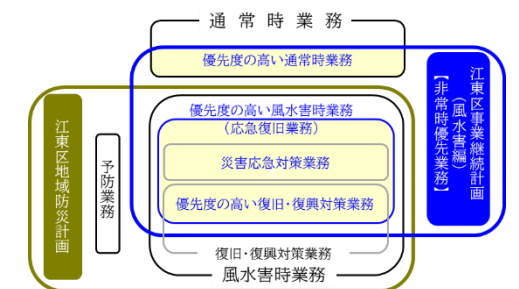 通常時業務
優先度の高い通常時業務
江東区事業継続計画
（風水害編）
【非常時優先業務】
江東区地域防災計画
予防業務
優先度の高い風水害時業務
（応急復旧業務）
災害応急対策業務
優先度の高い復旧・復興対策業務
復旧・復興対策業務
風水害時業務